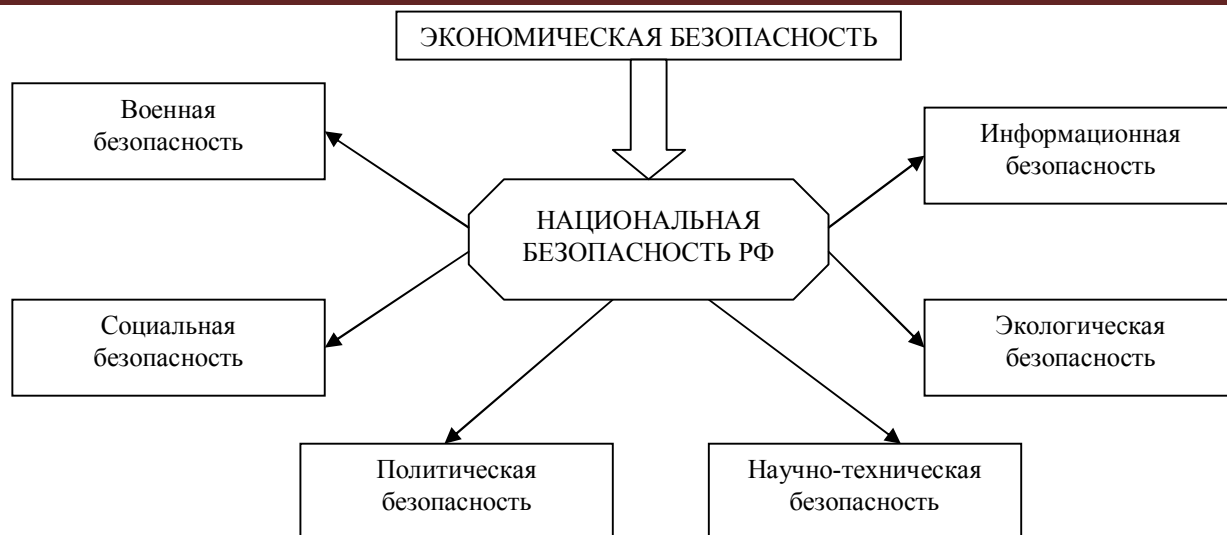 ЭКОНОМИЧЕСКАЯ БЕЗОПАСНОСТЬ
Военная
безопасность
Информационная
безопасность
НАЦИОНАЛЬНАЯ
БЕЗОПАСНОСТЬ РФ
Социальная
безопасность
Экологическая
безопасность
Политическая
безопасность
Научно-техническая
безопасность